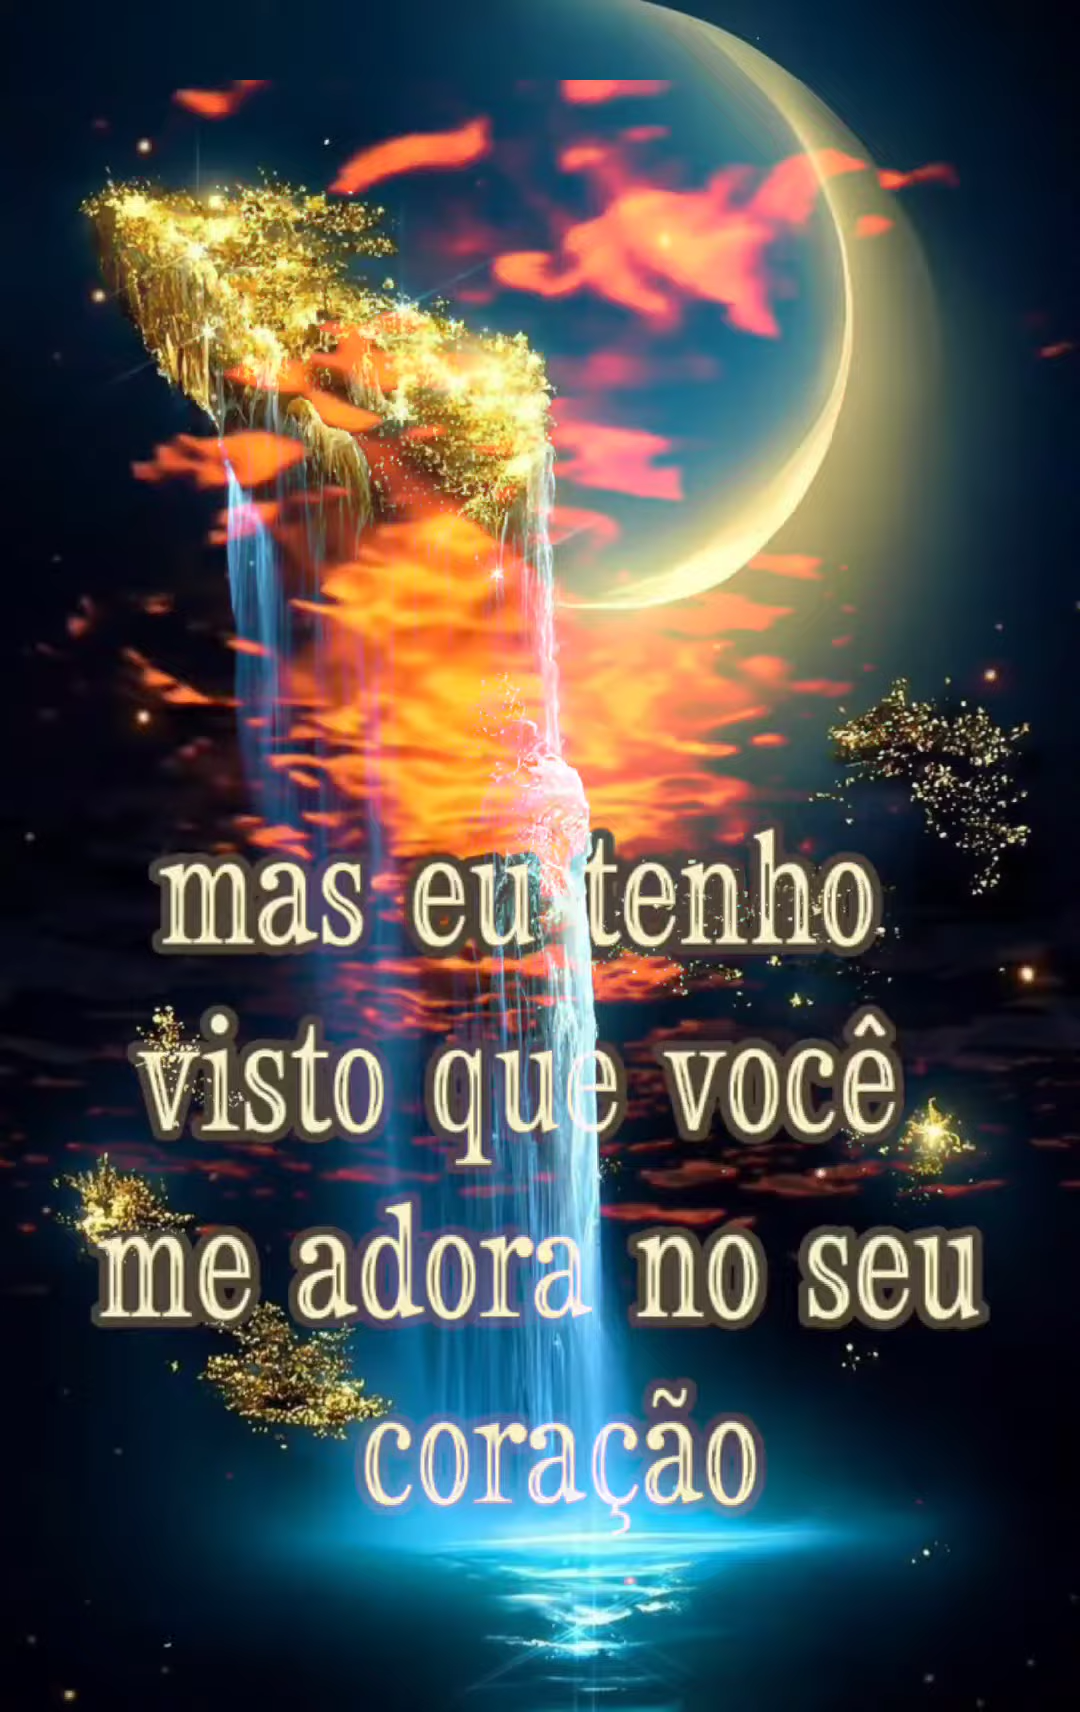 mas eu tenho
visto que você
me adora no seu
coração